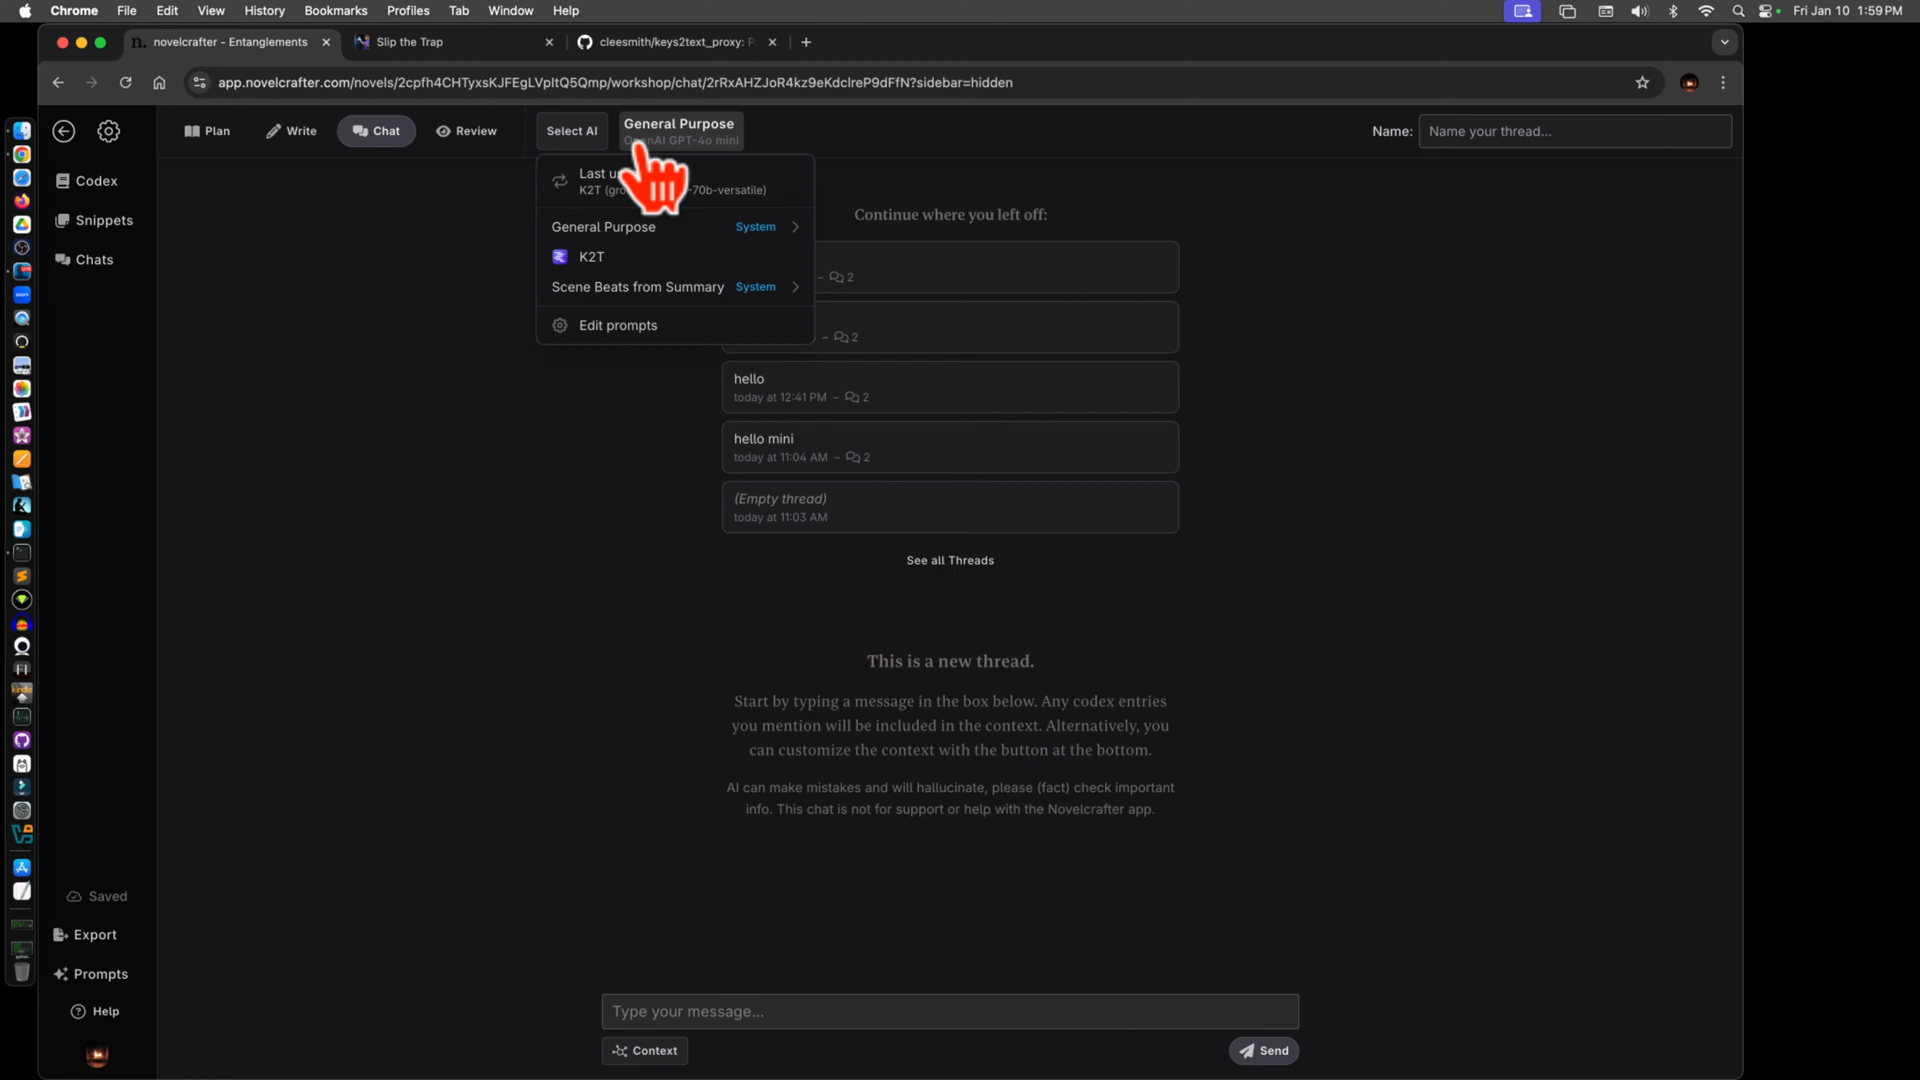 Chrome File Edit View History Bookmarks Profiles Tab Window Help
Fri Jan 10 1:59 PM
novelcrafter - Entanglements
Slip the Trap
cleesmith/keys2text_proxy: P
app.novelcrafter.com/novels/2cpfh4CHTyxsKJFEgLVpltQ5Qmp/workshop/chat/2rRxAHZJoR4kz9eKdclreP9dFfN?sidebar=hidden
Plan
Write
Chat
Review
Select AI
General Purpose
OpenAI GPT-4o mini
Name:
Name your thread...
Codex
Snippets
Chats
Last
K2T -70b-versatile)
General Purpose System
K2T
Scene Beats from Summary System
Edit prompts
Continue where you left off:
– 2
– 2
hello
today at 12:41 PM – 2
hello mini
today at 11:04 AM – 2
(Empty thread)
today at 11:03 AM
See all Threads
This is a new thread.
Start by typing a message in the box below. Any codex entries
you mention will be included in the context. Alternatively, you
can customize the context with the button at the bottom.
AI can make mistakes and will hallucinate, please (fact) check important
info. This chat is not for support or help with the Novelcrafter app.
Saved
Export
Prompts
Help
Type your message...
Context
Send